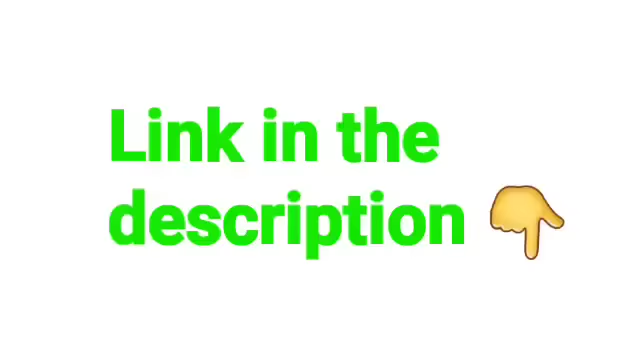 Link in the
description 👇